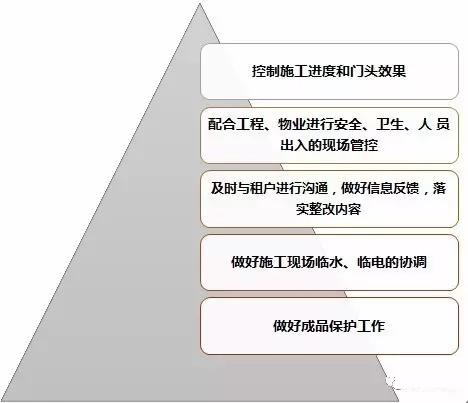 控制施工进度和门头效果
配合工程、物业进行安全、卫生、人 员
出入的现场管控
及时与租户进行沟通，做好信息反馈，落
实整改内容
做好施工现场临水、临电的协调
做好成品保护工作